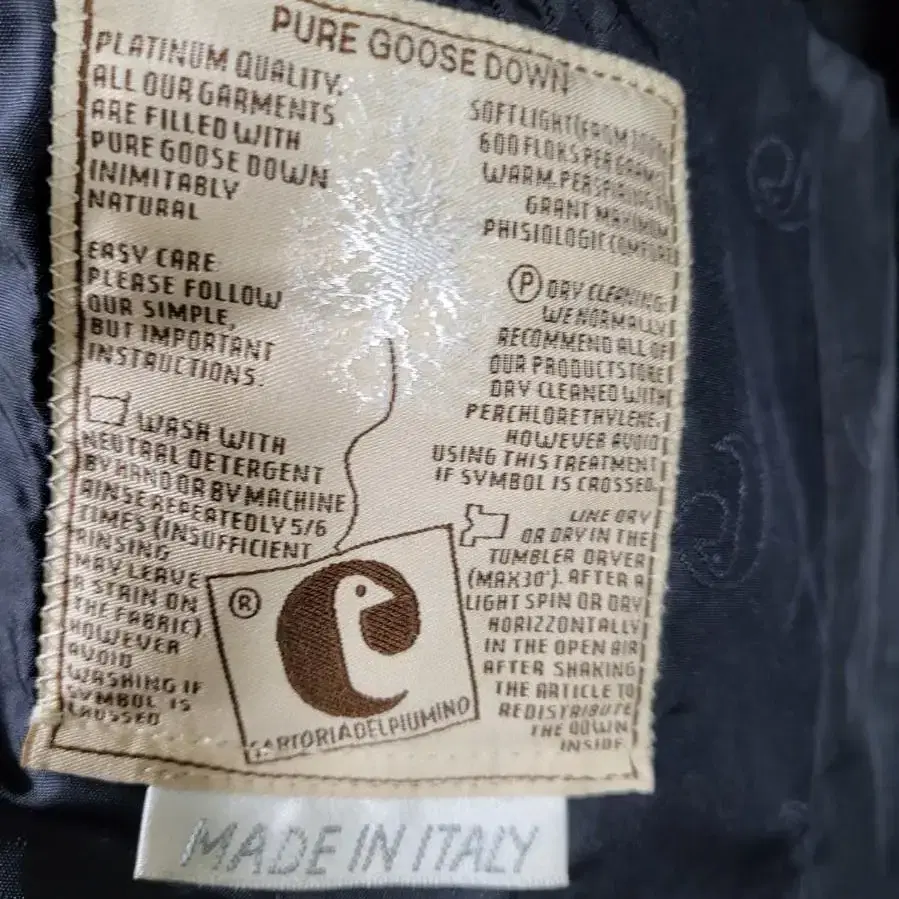 PURE GOOSE DOWN
PLATINUM QUALITY.
ALL OUR GARMENTS
ARE FILLED WITH
PURE GOOSE DOWN
INIMITABLY
NATURAL
EASY CARE:
PLEASE FOLLOW
OUR SIMPLE,
BUT IMPORTANT
INSTRUCTIONS.
WASH WITH
NEUTRAL DETERGENT
BY HAND OR BY MACHINE
RINSE REPEATEDLY 5/6
TIMES (INSUFFICIENT
RINSING
MAY LEAVE
A STRIN ON
THE FABRIC)
HOWEVER
AVOID
WASHING IF
SYMBOL IS
CROSSED
SOFT LIGHT (FROM
600 FLOKS PER GRAM)
WARM, PERSPIRING TO
GRANT MAXIMUM
PHISIOLOGIC COMFORT
P DRY CLEANING:
WE NORMALLY
RECOMMEND ALL OF
OUR PRODUCTS TO BE
DRY CLEANED WITH
PERCHLORETHYLENE.
HOWEVER AVOID
USING THIS TREATMENT
IF SYMBOL IS CROSSED.
LINE DRY
OR DRY IN THE
TUMBLER DRYER
(MAX 30°). AFTER A
LIGHT SPIN OR DRY
HORIZZONTALLY
IN THE OPEN AIR
AFTER SHAKING
THE ARTICLE TO
REDISTRIBUTE
THE DOWN
INSIDE.
®
SARTORIADELPIUMINO
MADE IN ITALY